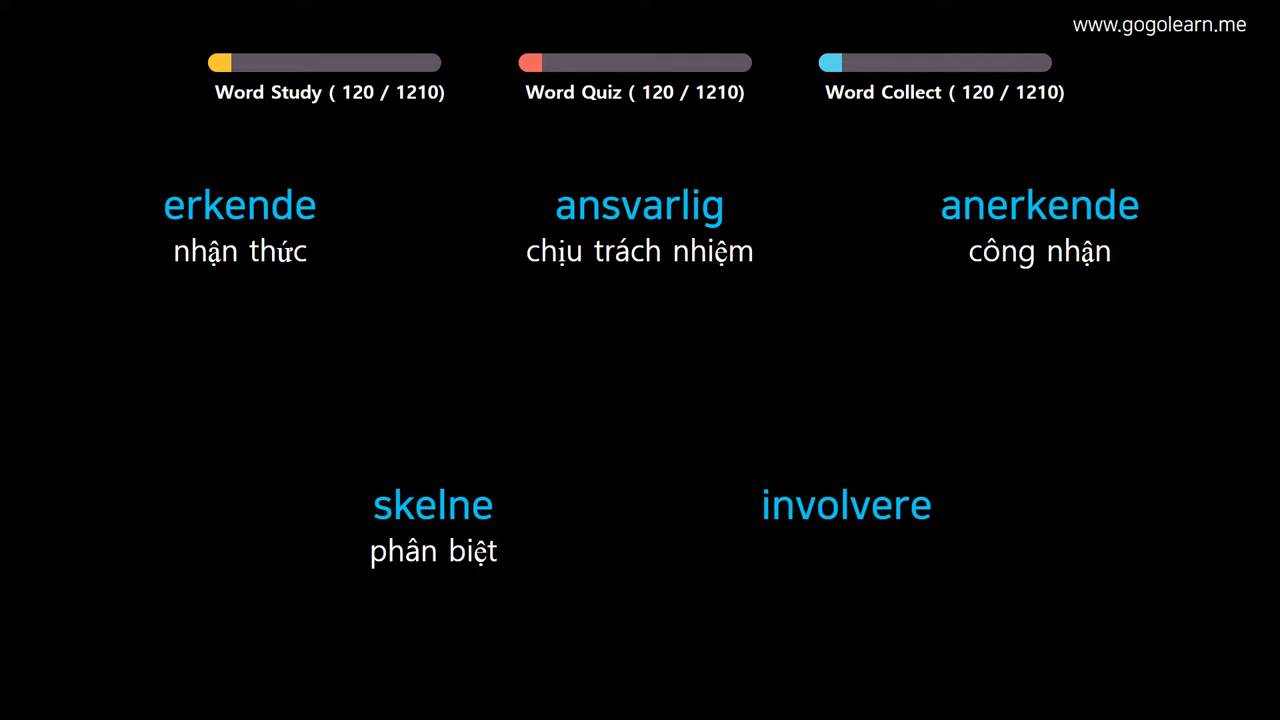 www.gogolearn.me
Word Study ( 120 / 1210)
Word Quiz ( 120 / 1210)
Word Collect ( 120 / 1210)
erkende
nhận thức
ansvarlig
chịu trách nhiệm
anerkende
công nhận
skelne
phân biệt
involvere